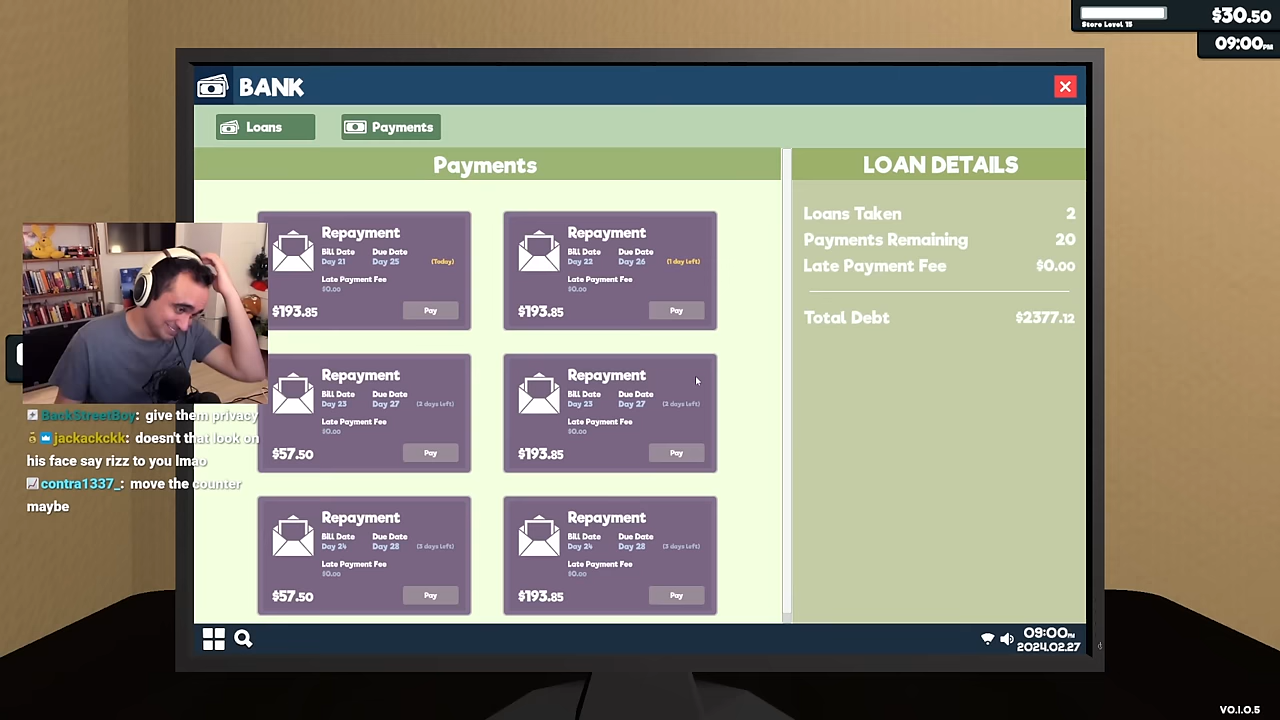 $30.50
Store Level 15
09:00PM
BANK
Loans
Payments
Payments
LOAN DETAILS
Loans Taken 2
Payments Remaining 20
Late Payment Fee $0.00
Total Debt $2377.12
Repayment
Bill Date Due Date
Day 21 Day 25 (Today)
Late Payment Fee
$0.00
$193.85 Pay
Repayment
Bill Date Due Date
Day 22 Day 26 (1 day left)
Late Payment Fee
$0.00
$193.85 Pay
Repayment
Bill Date Due Date
Day 23 Day 27 (2 days left)
Late Payment Fee
$0.00
$57.50 Pay
Repayment
Bill Date Due Date
Day 23 Day 27 (2 days left)
Late Payment Fee
$0.00
$193.85 Pay
Repayment
Bill Date Due Date
Day 24 Day 28 (3 days left)
Late Payment Fee
$0.00
$57.50 Pay
Repayment
Bill Date Due Date
Day 24 Day 28 (3 days left)
Late Payment Fee
$0.00
$193.85 Pay
BackStreetBoy: give them privacy
jackackckk: doesn't that look on
his face say rizz to you lmao
contra1337_: move the counter
maybe
09:00PM
2024.02.27
V0.1.0.5